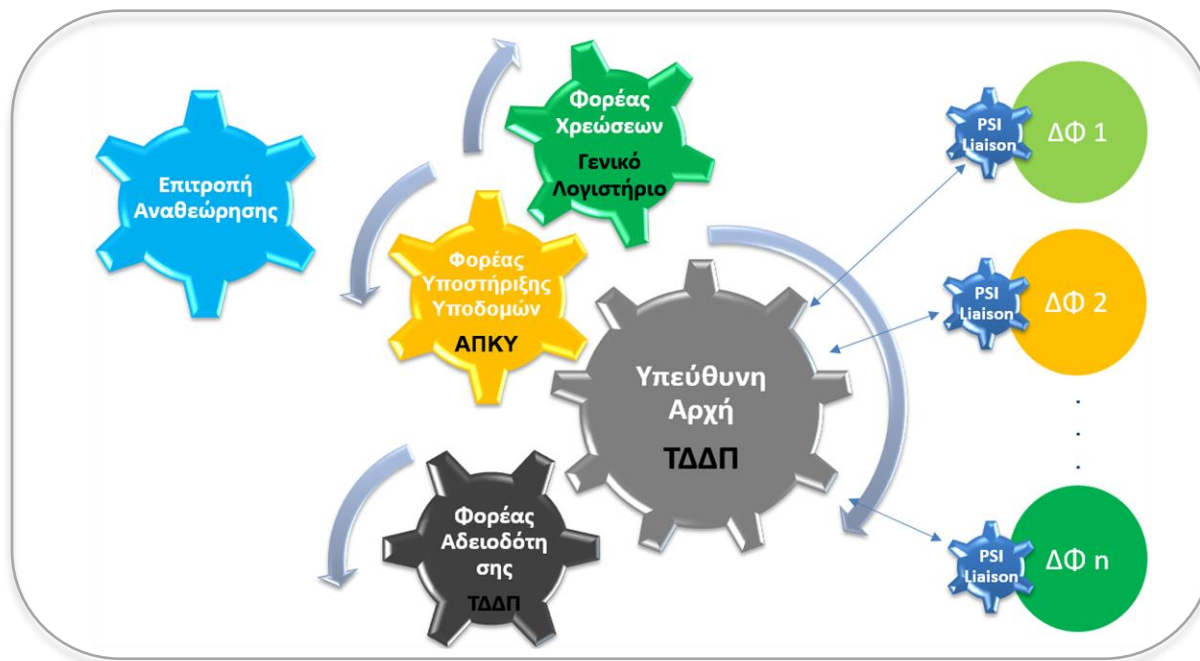 Επιτροπή
Αναθεώρησης
Φορέας
Χρεώσεων
Γενικό
Λογιστήριο
Φορέας
Υποστήριξης
Υποδομών
ΑΠΚΥ
Υπεύθυνη
Αρχή
ΤΔΔΠ
Φορέας
Αδειοδότη
σης
ΤΔΔΠ
PSI
Liaison
ΔΦ 1
PSI
Liaison
ΔΦ 2
PSI
Liaison
ΔΦ n